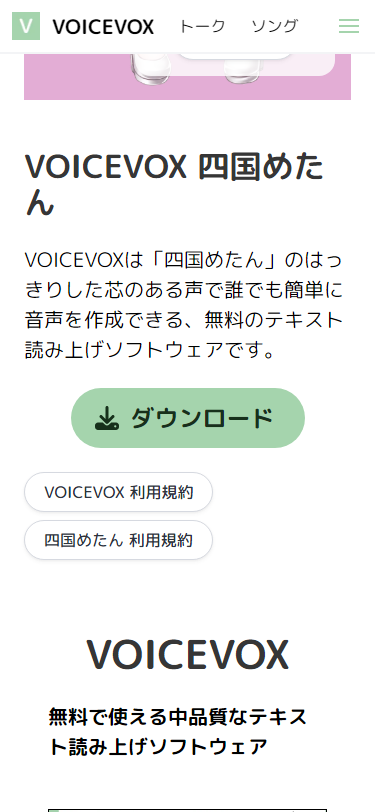 V VOICEVOX トーク ソング
VOICEVOX 四国めた
ん
VOICEVOXは「四国めたん」のはっ
きりした芯のある声で誰でも簡単に
音声を作成できる、無料のテキスト
読み上げソフトウェアです。
ダウンロード
VOICEVOX 利用規約
四国めたん 利用規約
VOICEVOX
無料で使える中品質なテキス
ト読み上げソフトウェア